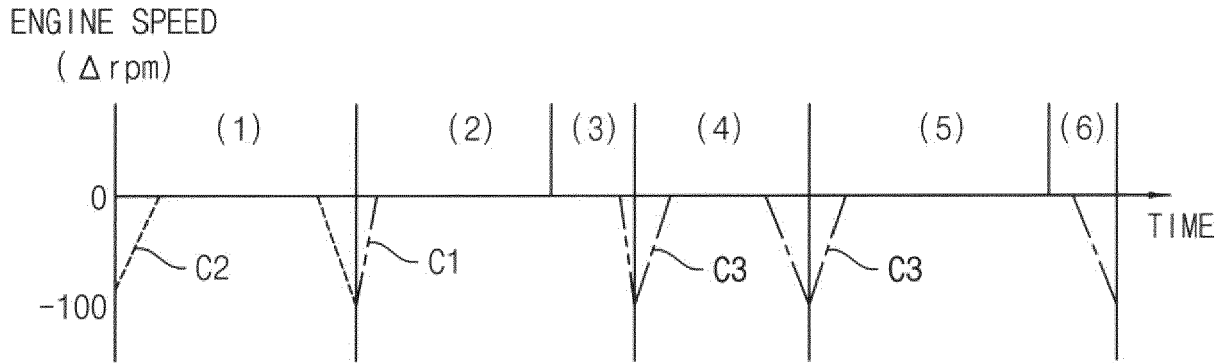 ENGINE SPEED
(Δrpm)
(1) (2) (3) (4) (5) (6)
0
TIME
C2 C1 C3 C3
-100